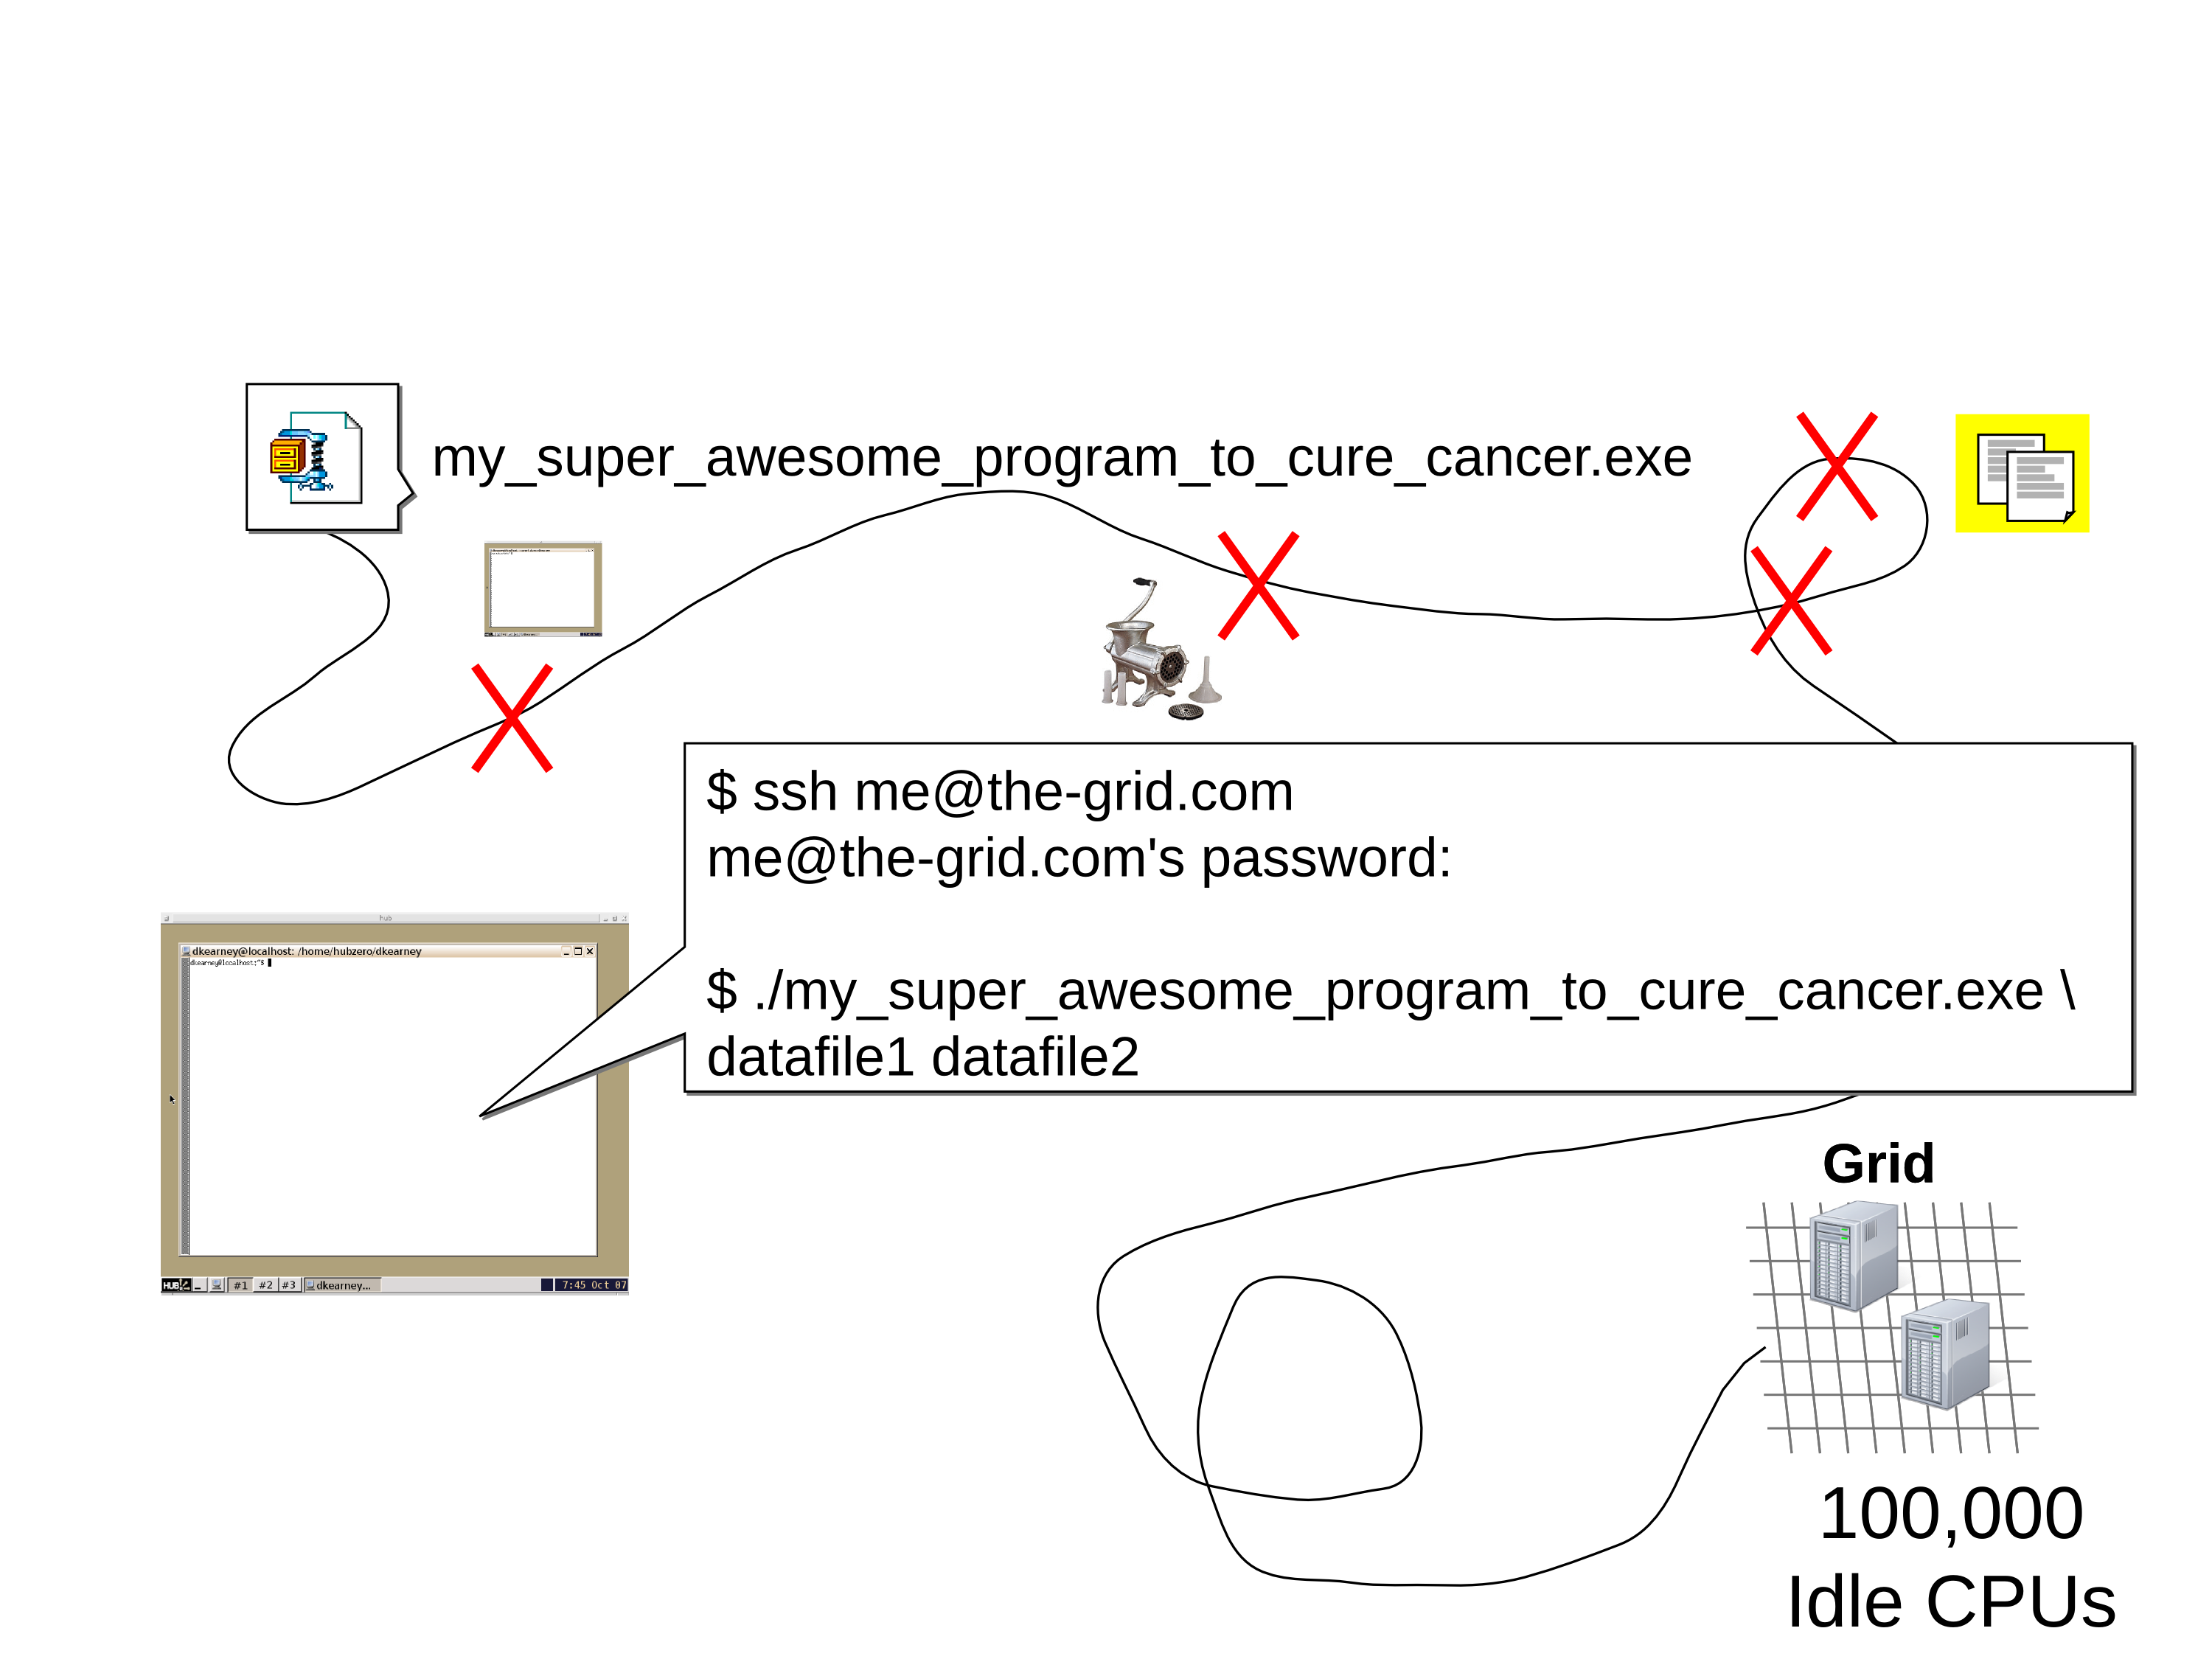 my_super_awesome_program_to_cure_cancer.exe
$ ssh me@the-grid.com
me@the-grid.com's password:
$ ./my_super_awesome_program_to_cure_cancer.exe \
datafile1 datafile2
hub
dkearney@localhost: /home/hubzero/dkearney
dkearney@localhost:~$
HUB #1 #2 #3 dkearney... 7:45 Oct 07
Grid
100,000
Idle CPUs